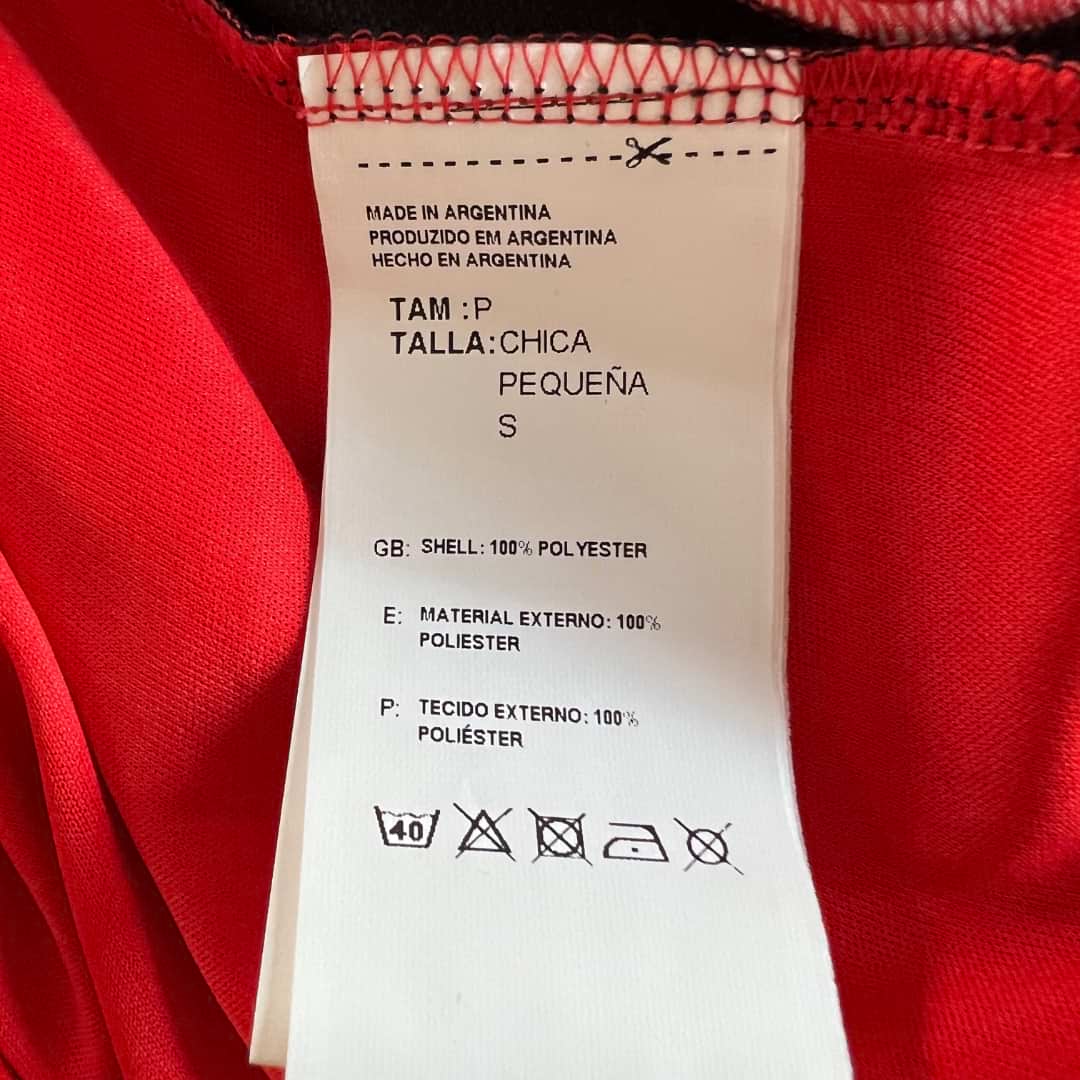 MADE IN ARGENTINA
PRODUZIDO EM ARGENTINA
HECHO EN ARGENTINA
TAM :P
TALLA:CHICA
PEQUEÑA
S
GB: SHELL: 100% POLYESTER
E: MATERIAL EXTERNO: 100%
POLIESTER
P: TECIDO EXTERNO: 100%
POLIÉSTER
40